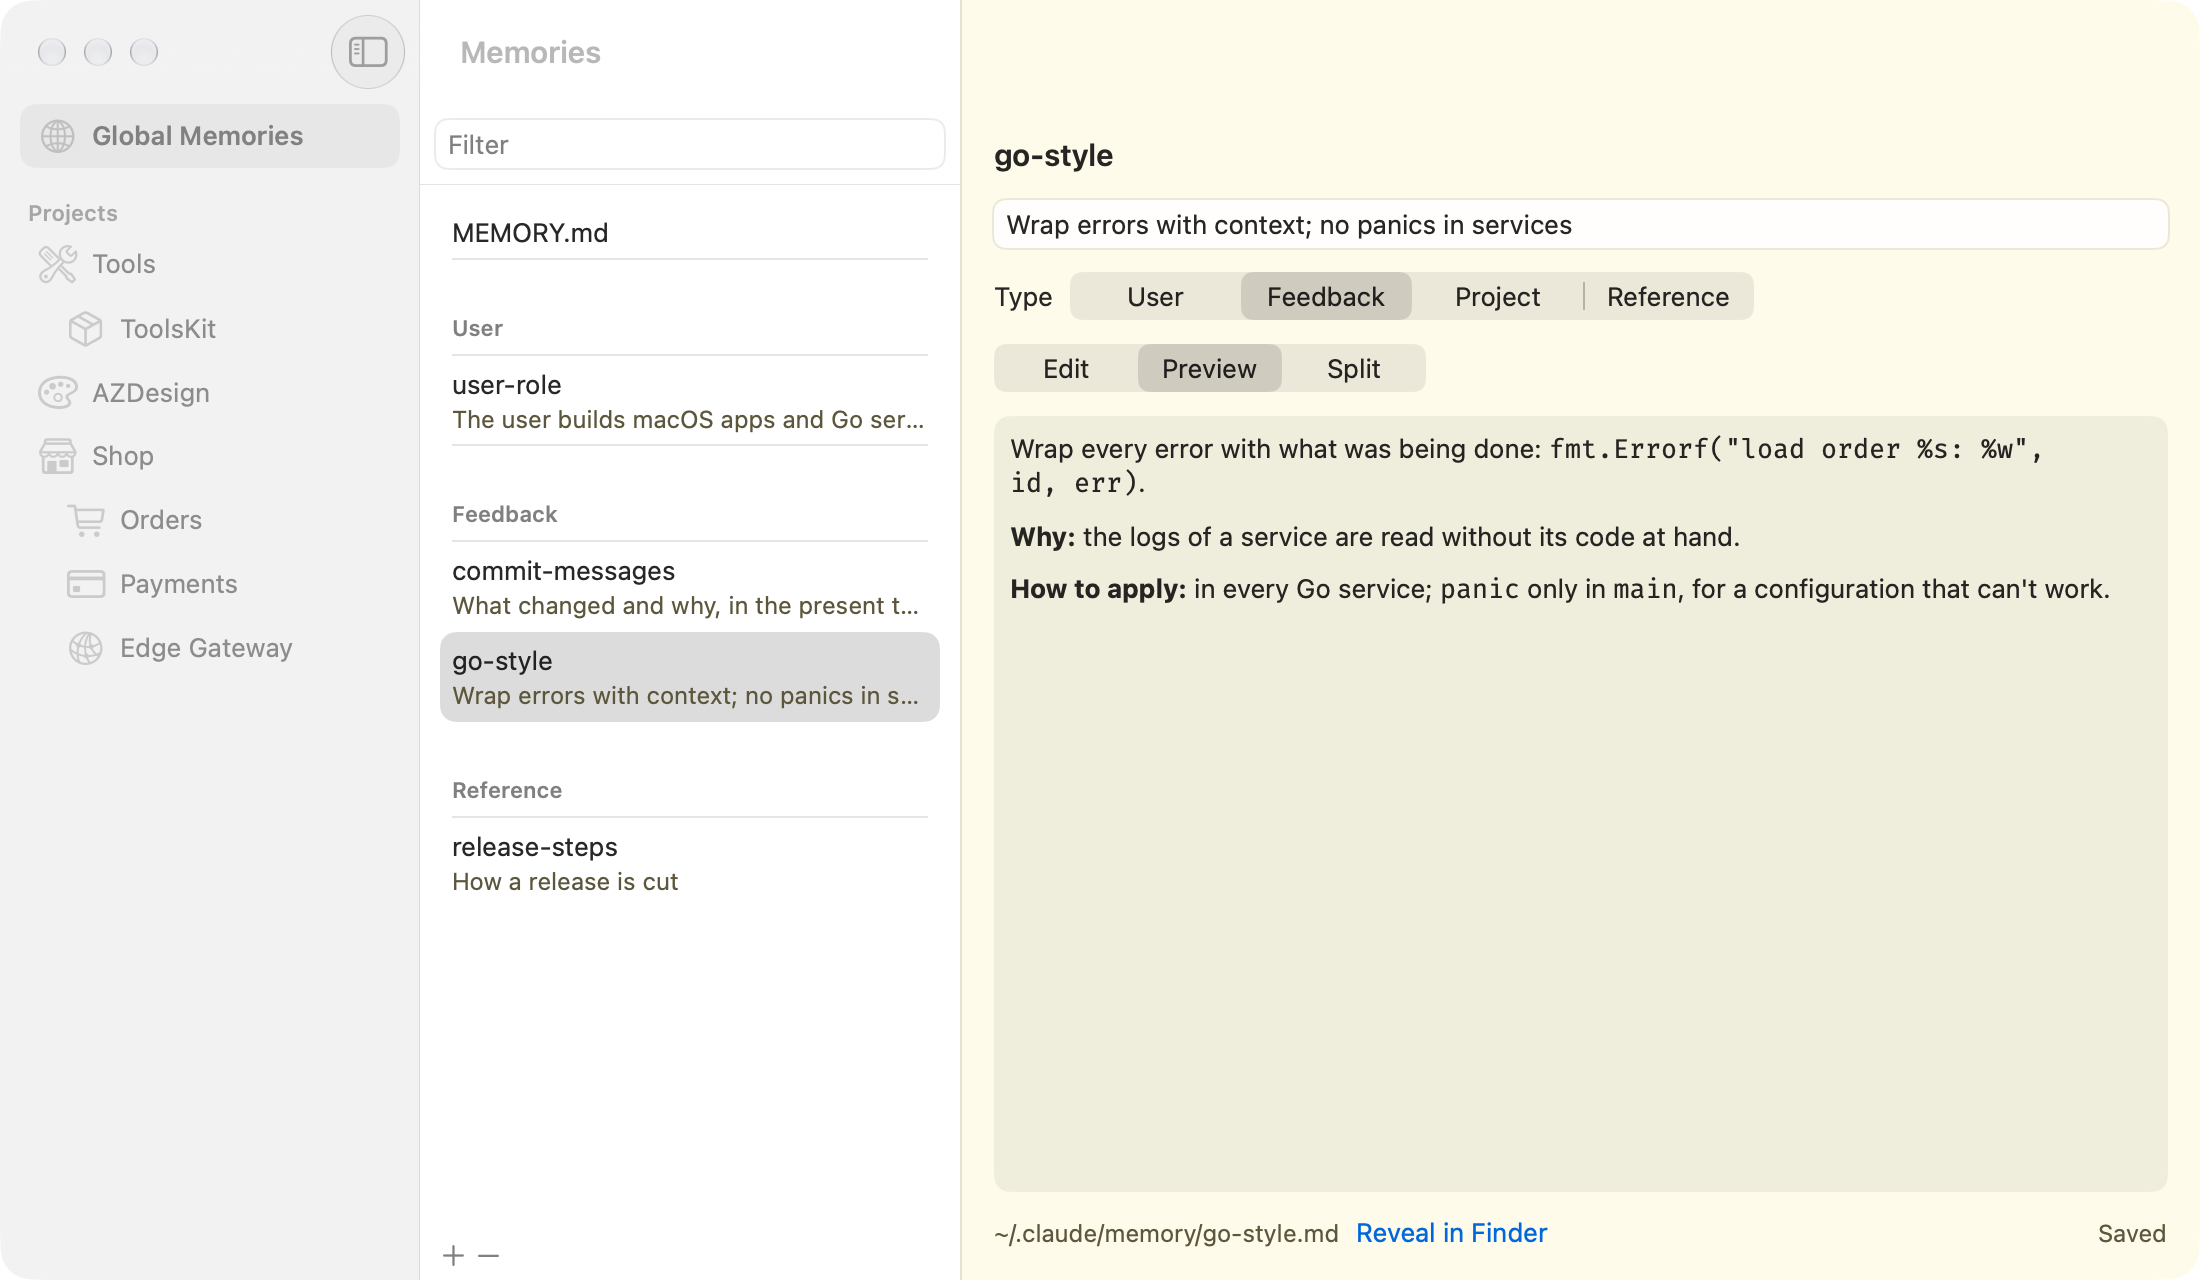 Memories
Global Memories
Projects
Tools
ToolsKit
AZDesign
Shop
Orders
Payments
Edge Gateway
Filter
MEMORY.md
User
user-role
The user builds macOS apps and Go ser...
Feedback
commit-messages
What changed and why, in the present t...
go-style
Wrap errors with context; no panics in s...
Reference
release-steps
How a release is cut
go-style
Wrap errors with context; no panics in services
Type User Feedback Project Reference
Edit Preview Split
Wrap every error with what was being done: fmt.Errorf("load order %s: %w",
id, err).
Why: the logs of a service are read without its code at hand.
How to apply: in every Go service; panic only in main, for a configuration that can't work.
~/.claude/memory/go-style.md Reveal in Finder Saved